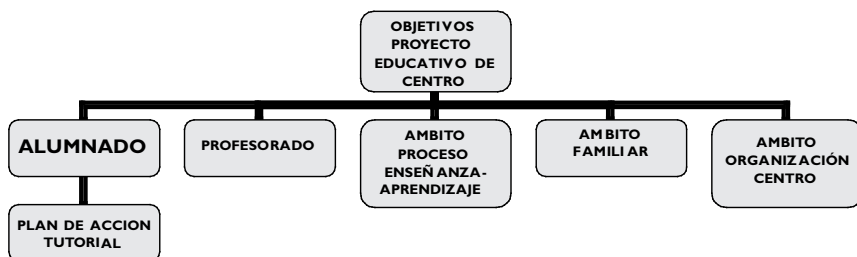 OBJETIVOS
PROYECTO
EDUCATIVO DE
CENTRO
ALUMNADO
PROFESORADO
AMBITO
PROCESO
ENSEÑANZA-
APRENDIZAJE
AMBITO
FAMILIAR
AMBITO
ORGANIZACIÓN
CENTRO
PLAN DE ACCION
TUTORIAL